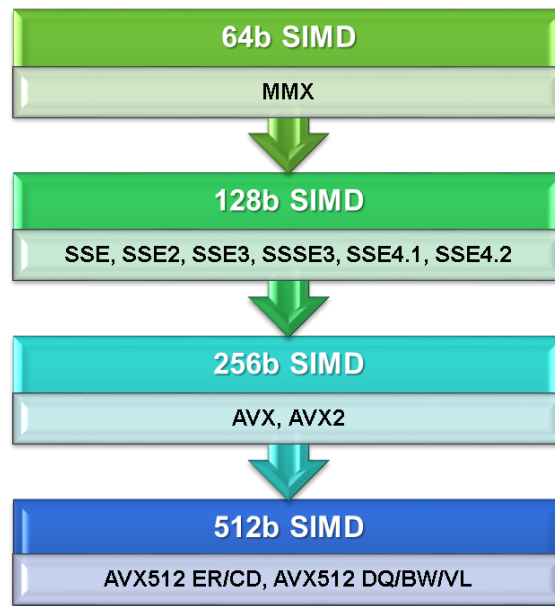 64b SIMD
MMX
128b SIMD
SSE, SSE2, SSE3, SSSE3, SSE4.1, SSE4.2
256b SIMD
AVX, AVX2
512b SIMD
AVX512 ER/CD, AVX512 DQ/BW/VL